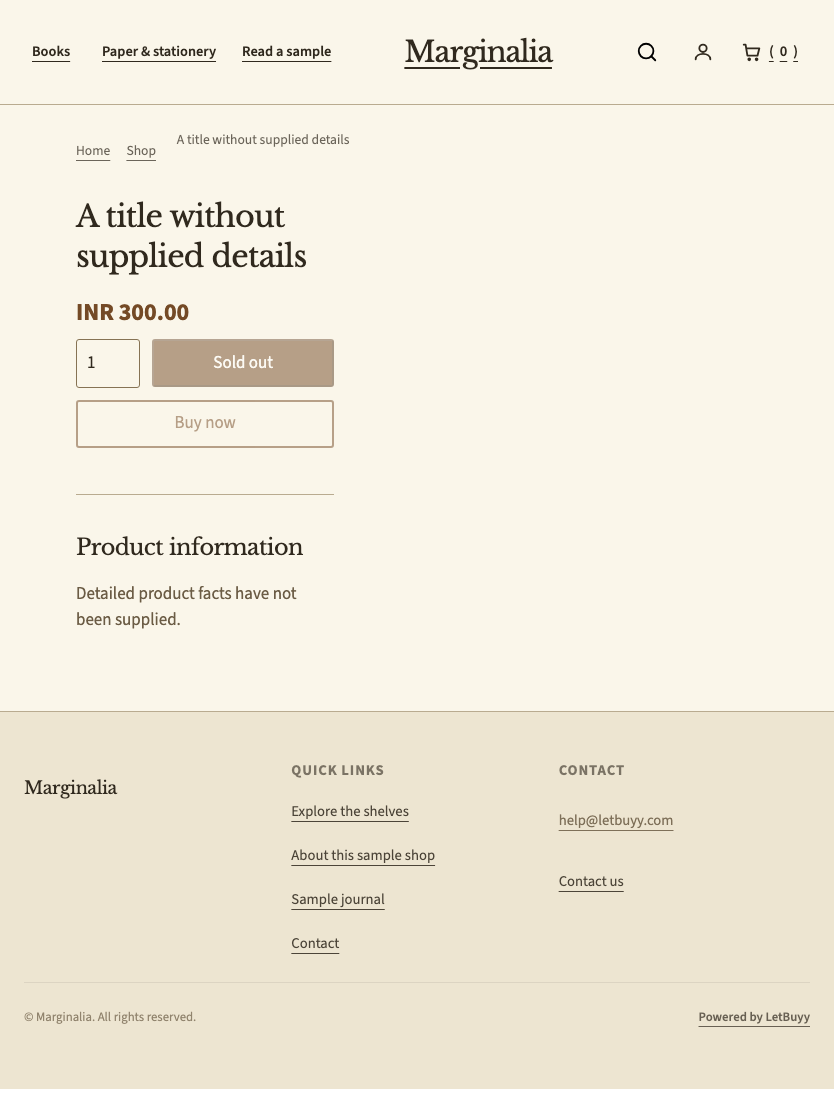 Books
Paper & stationery
Read a sample
Marginalia
( 0 )
Home
Shop
A title without supplied details
A title without
supplied details
INR 300.00
1
Sold out
Buy now
Product information
Detailed product facts have not
been supplied.
Marginalia
QUICK LINKS
Explore the shelves
About this sample shop
Sample journal
Contact
CONTACT
help@letbuyy.com
Contact us
© Marginalia. All rights reserved.
Powered by LetBuyy